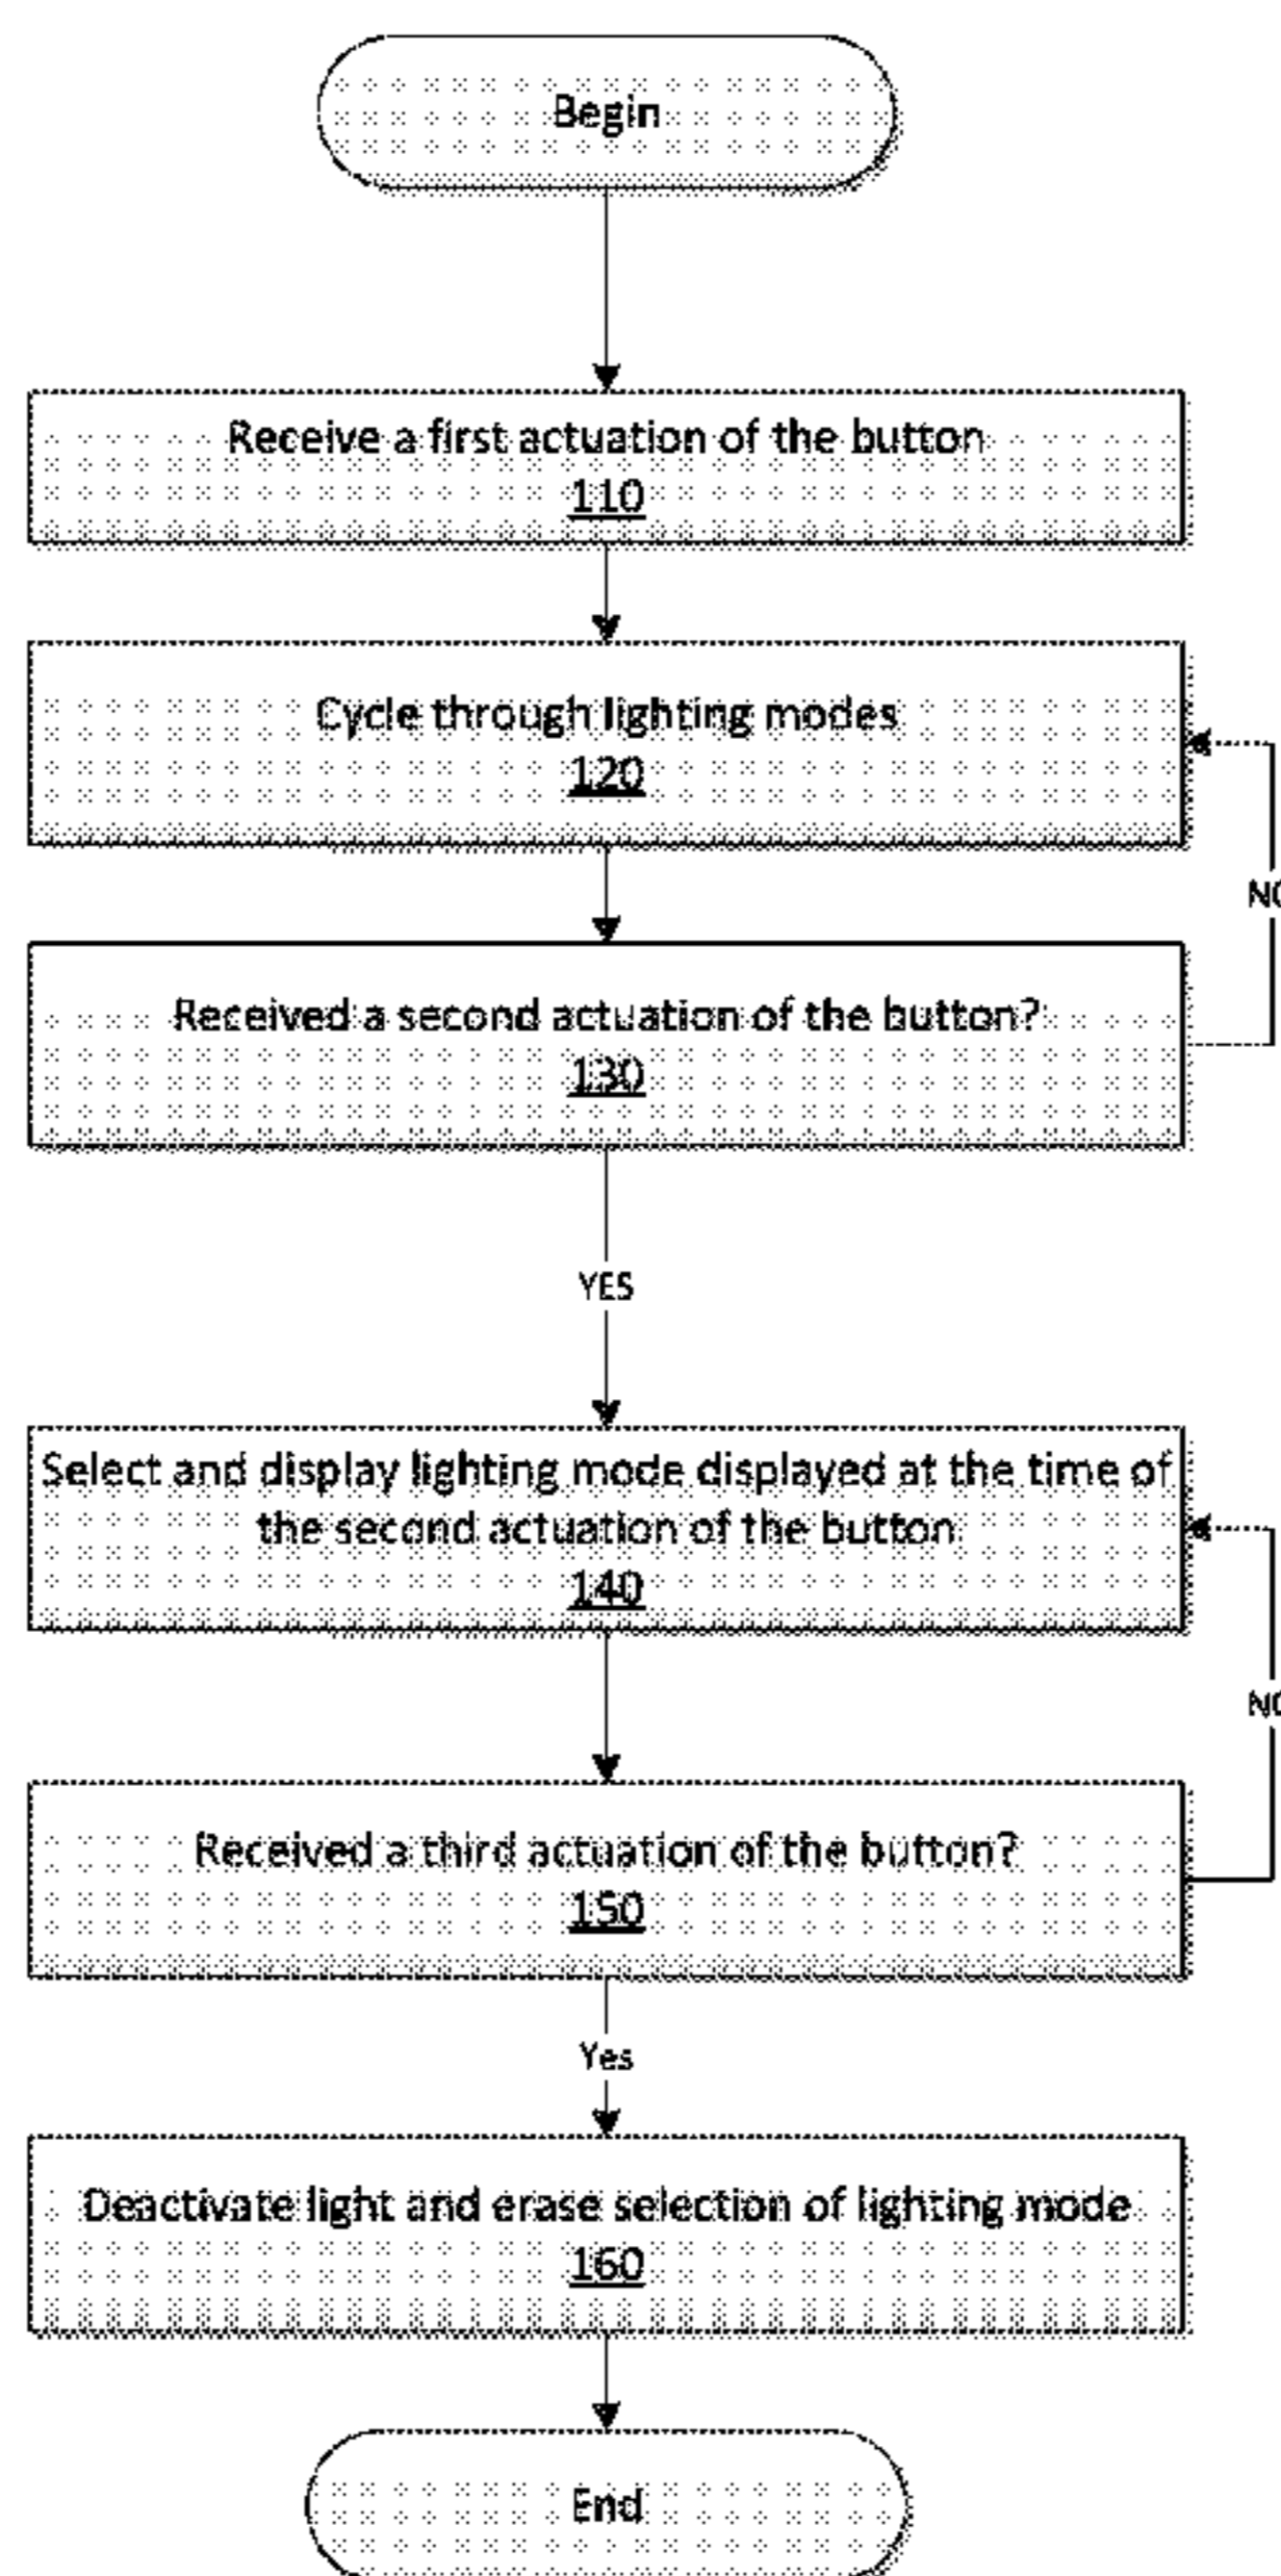 Begin
Receive a first actuation of the button
110
Cycle through lighting modes
120
NO
Received a second actuation of the button?
130
YES
Select and display lighting mode displayed at the time of
the second actuation of the button
140
NO
Received a third actuation of the button?
150
Yes
Deactivate light and erase selection of lighting mode
160
End